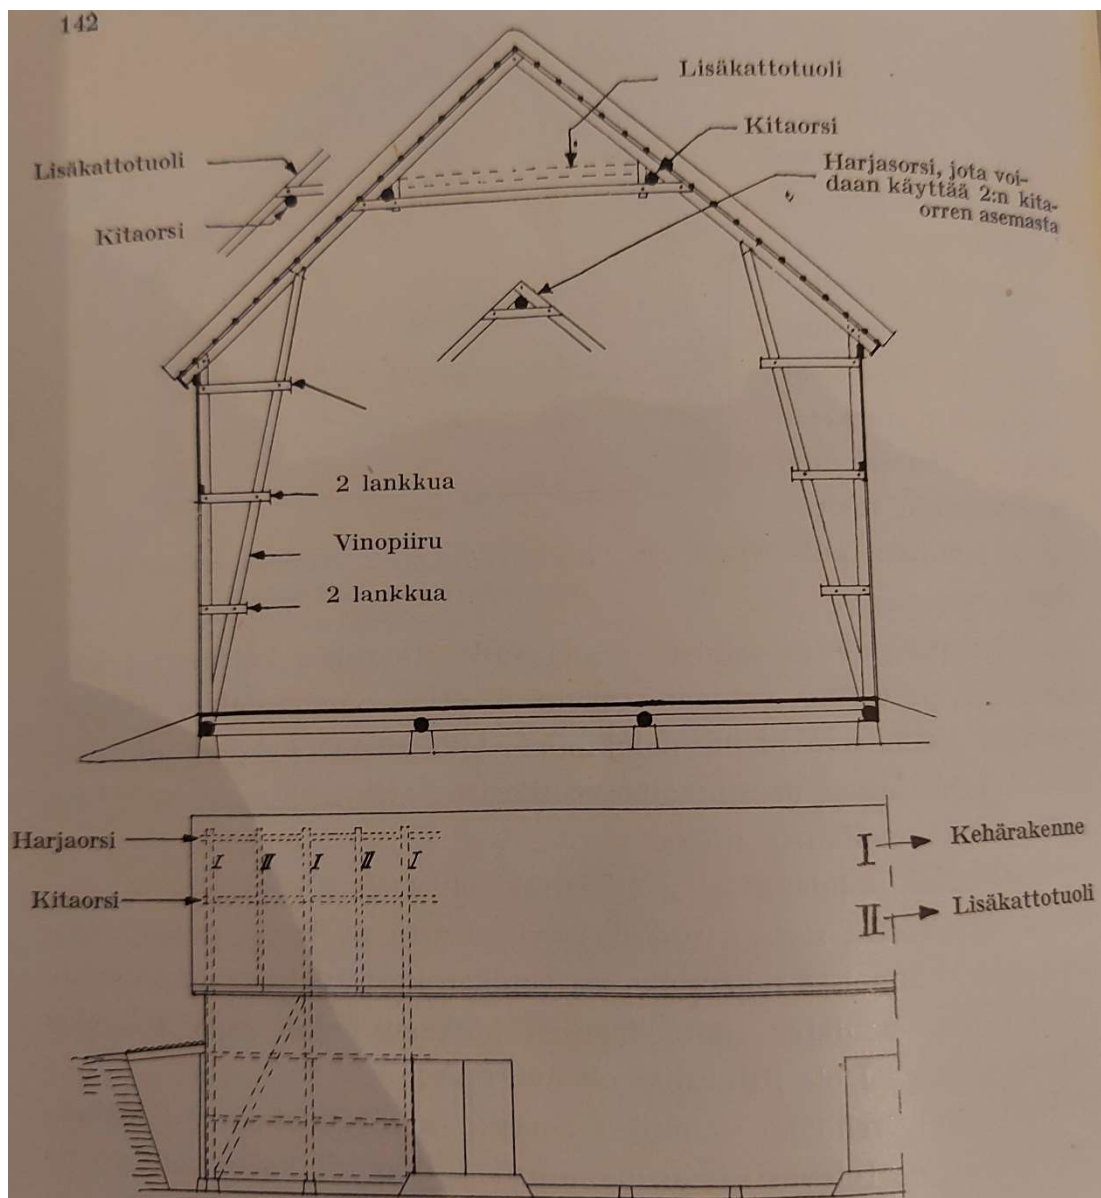 142
Lisäkattotuoli
Kitaorsi
Harjasorsi, jota voi-
daan käyttää 2:n kita-
orren asemasta
Lisäkattotuoli
Kitaorsi
2 lankkua
Vinopiiru
2 lankkua
Harjaorsi
I II I II I
Kitaorsi
I Kehärakenne
II Lisäkattotuoli